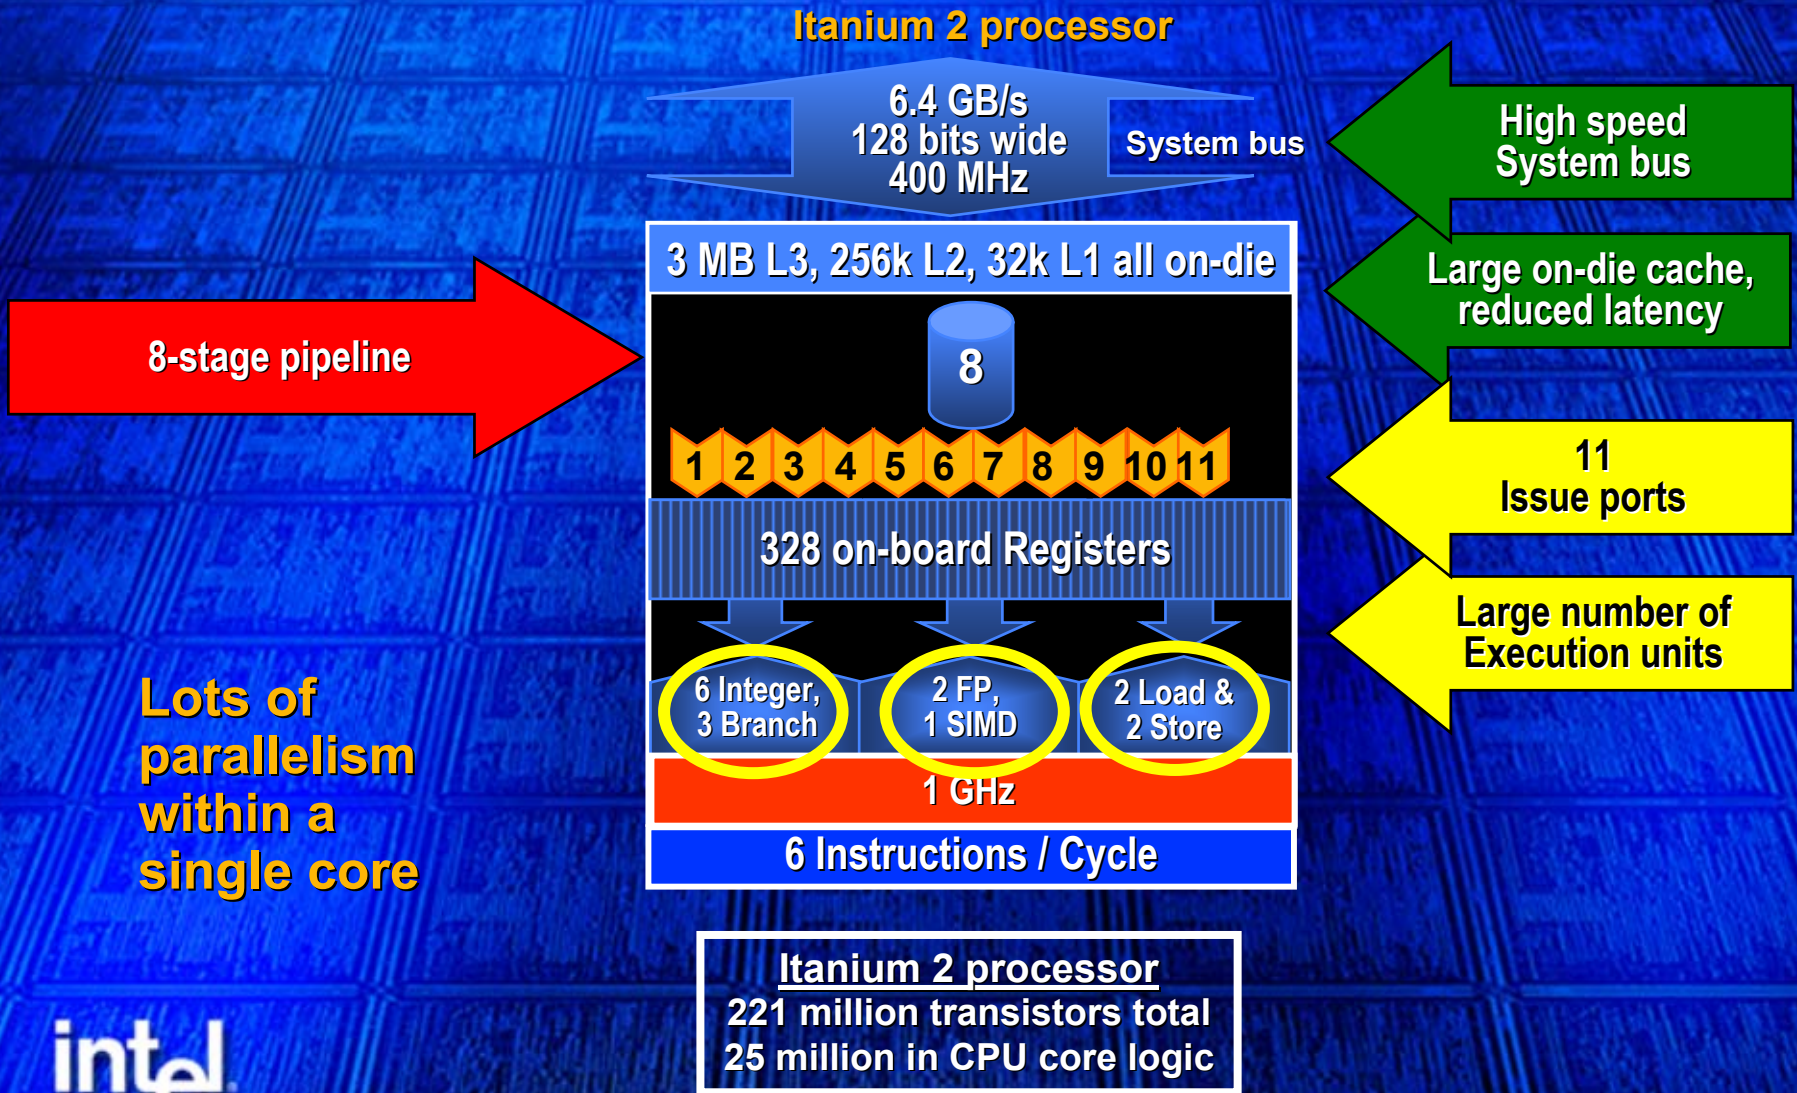 Itanium 2 processor
6.4 GB/s
128 bits wide
400 MHz
System bus
High speed
System bus
3 MB L3, 256k L2, 32k L1 all on-die
Large on-die cache,
reduced latency
8-stage pipeline
8
1 2 3 4 5 6 7 8 9 10 11
11
Issue ports
328 on-board Registers
Large number of
Execution units
6 Integer,
3 Branch
2 FP,
1 SIMD
2 Load &
2 Store
Lots of
parallelism
within a
single core
1 GHz
6 Instructions / Cycle
Itanium 2 processor
221 million transistors total
25 million in CPU core logic
intel